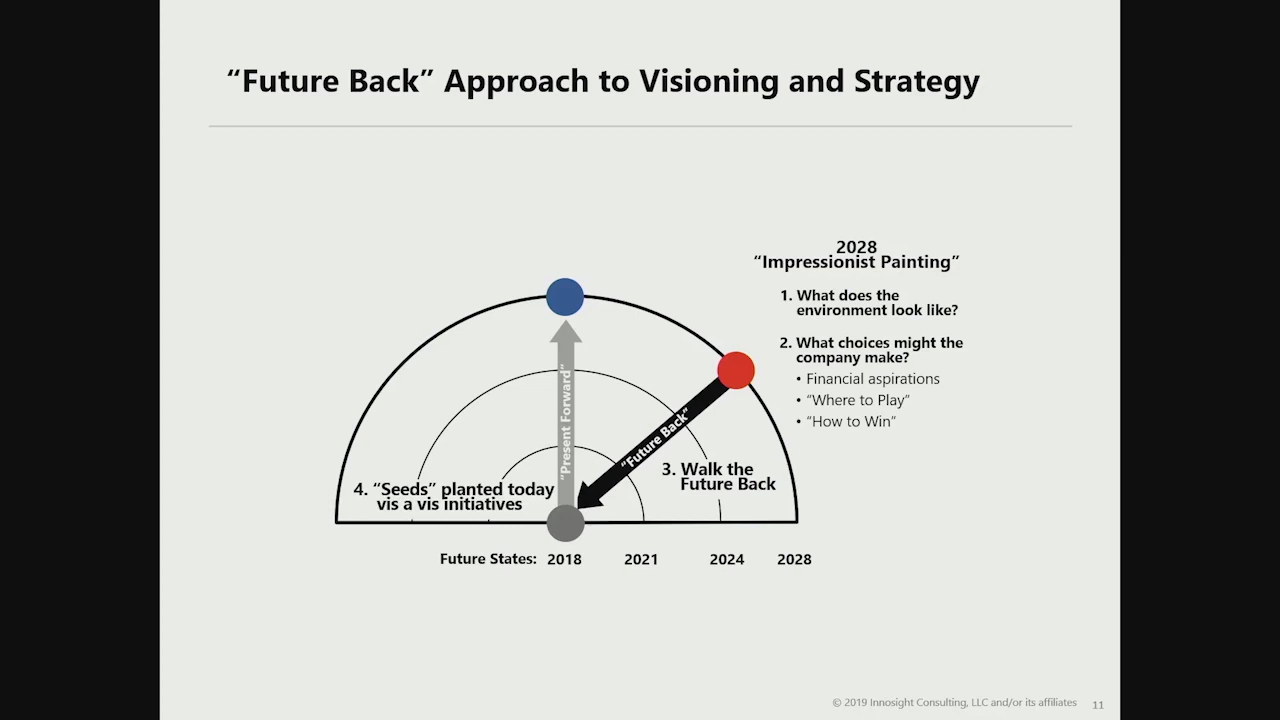 “Future Back” Approach to Visioning and Strategy
2028
“Impressionist Painting”
1. What does the
environment look like?
2. What choices might the
company make?
• Financial aspirations
• “Where to Play”
• “How to Win”
“Present Forward”
“Future Back”
3. Walk the
Future Back
4. “Seeds” planted today
vis a vis initiatives
Future States: 2018 2021 2024 2028
© 2019 Innosight Consulting, LLC and/or its affiliates 11